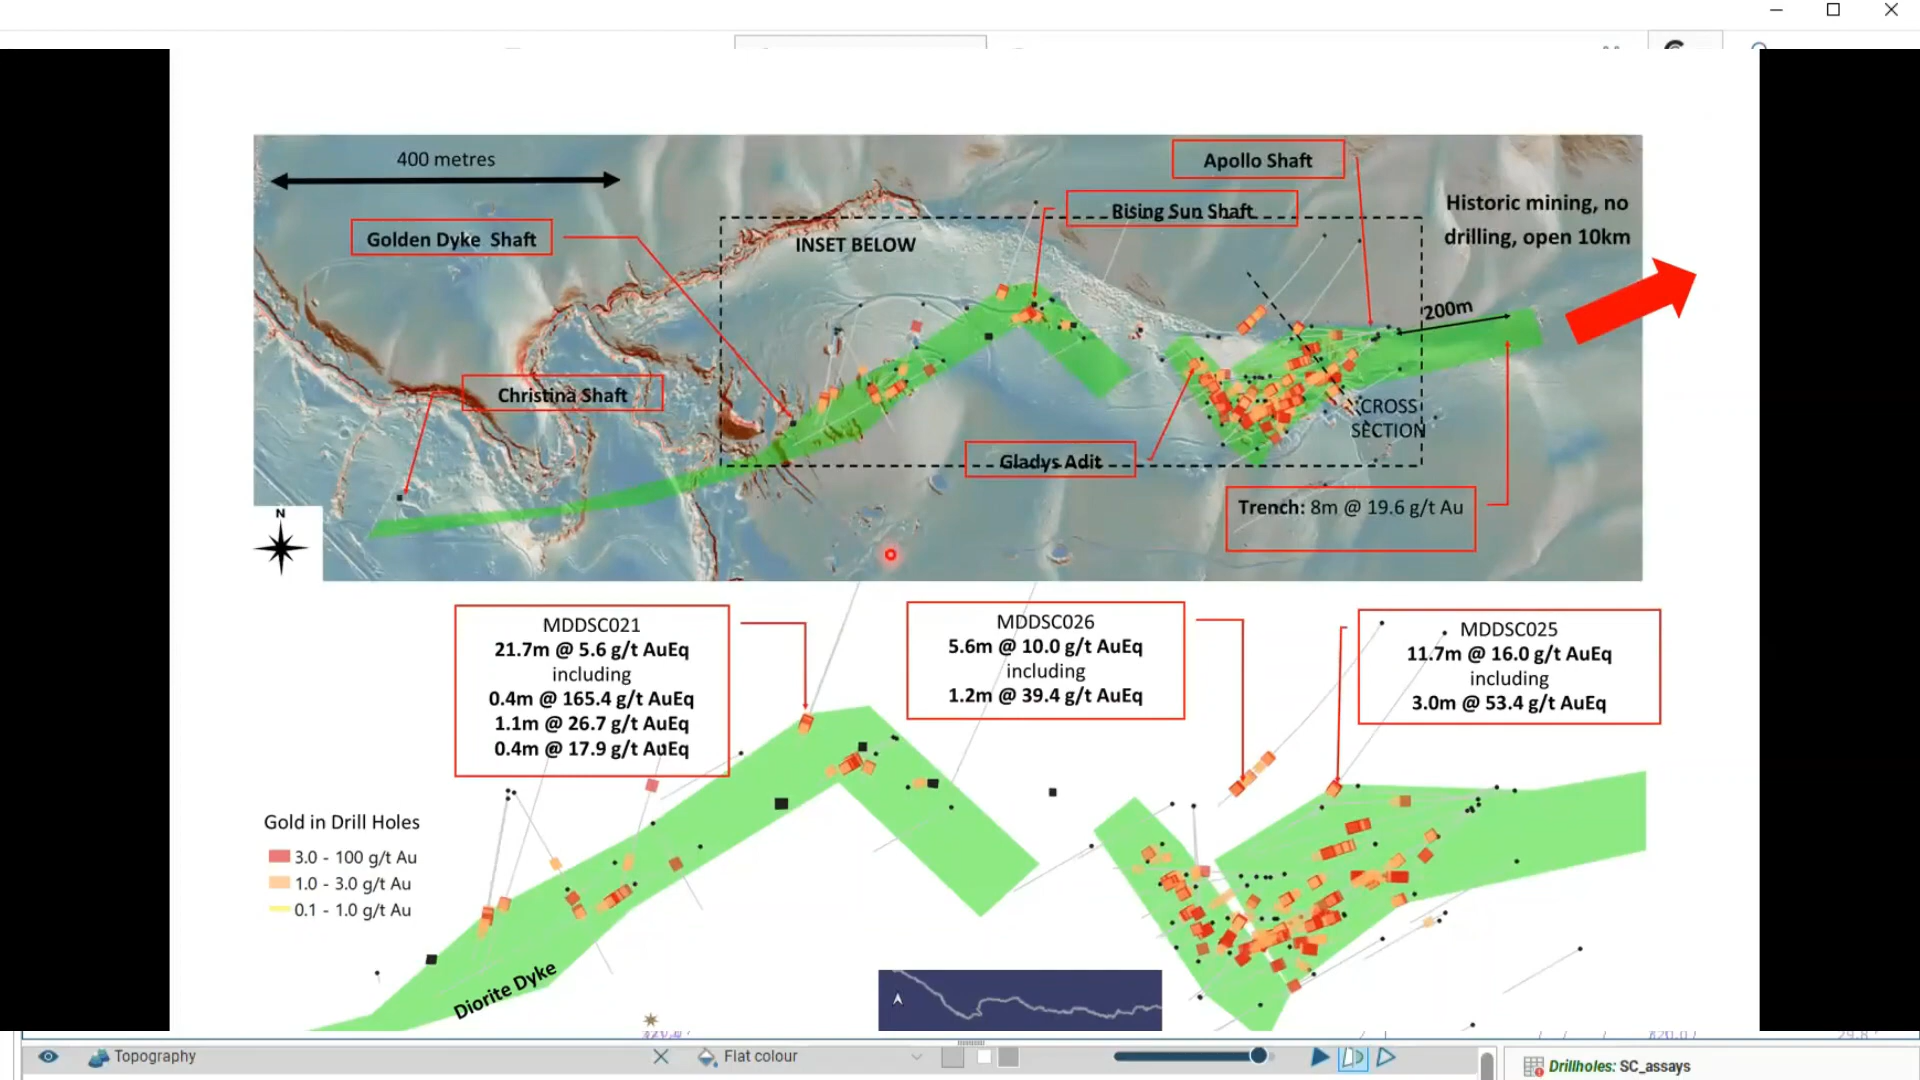 400 metres
Apollo Shaft
Rising Sun Shaft
Historic mining, no
drilling, open 10km
Golden Dyke Shaft
INSET BELOW
200m
Christina Shaft
CROSS
SECTION
Gladys Adit
Trench: 8m @ 19.6 g/t Au
N
MDDSC021
21.7m @ 5.6 g/t AuEq
including
0.4m @ 165.4 g/t AuEq
1.1m @ 26.7 g/t AuEq
0.4m @ 17.9 g/t AuEq
MDDSC026
5.6m @ 10.0 g/t AuEq
including
1.2m @ 39.4 g/t AuEq
MDDSC025
11.7m @ 16.0 g/t AuEq
including
3.0m @ 53.4 g/t AuEq
Gold in Drill Holes
3.0 - 100 g/t Au
1.0 - 3.0 g/t Au
0.1 - 1.0 g/t Au
Diorite Dyke
Topography
Flat colour
Drillholes: SC_assays